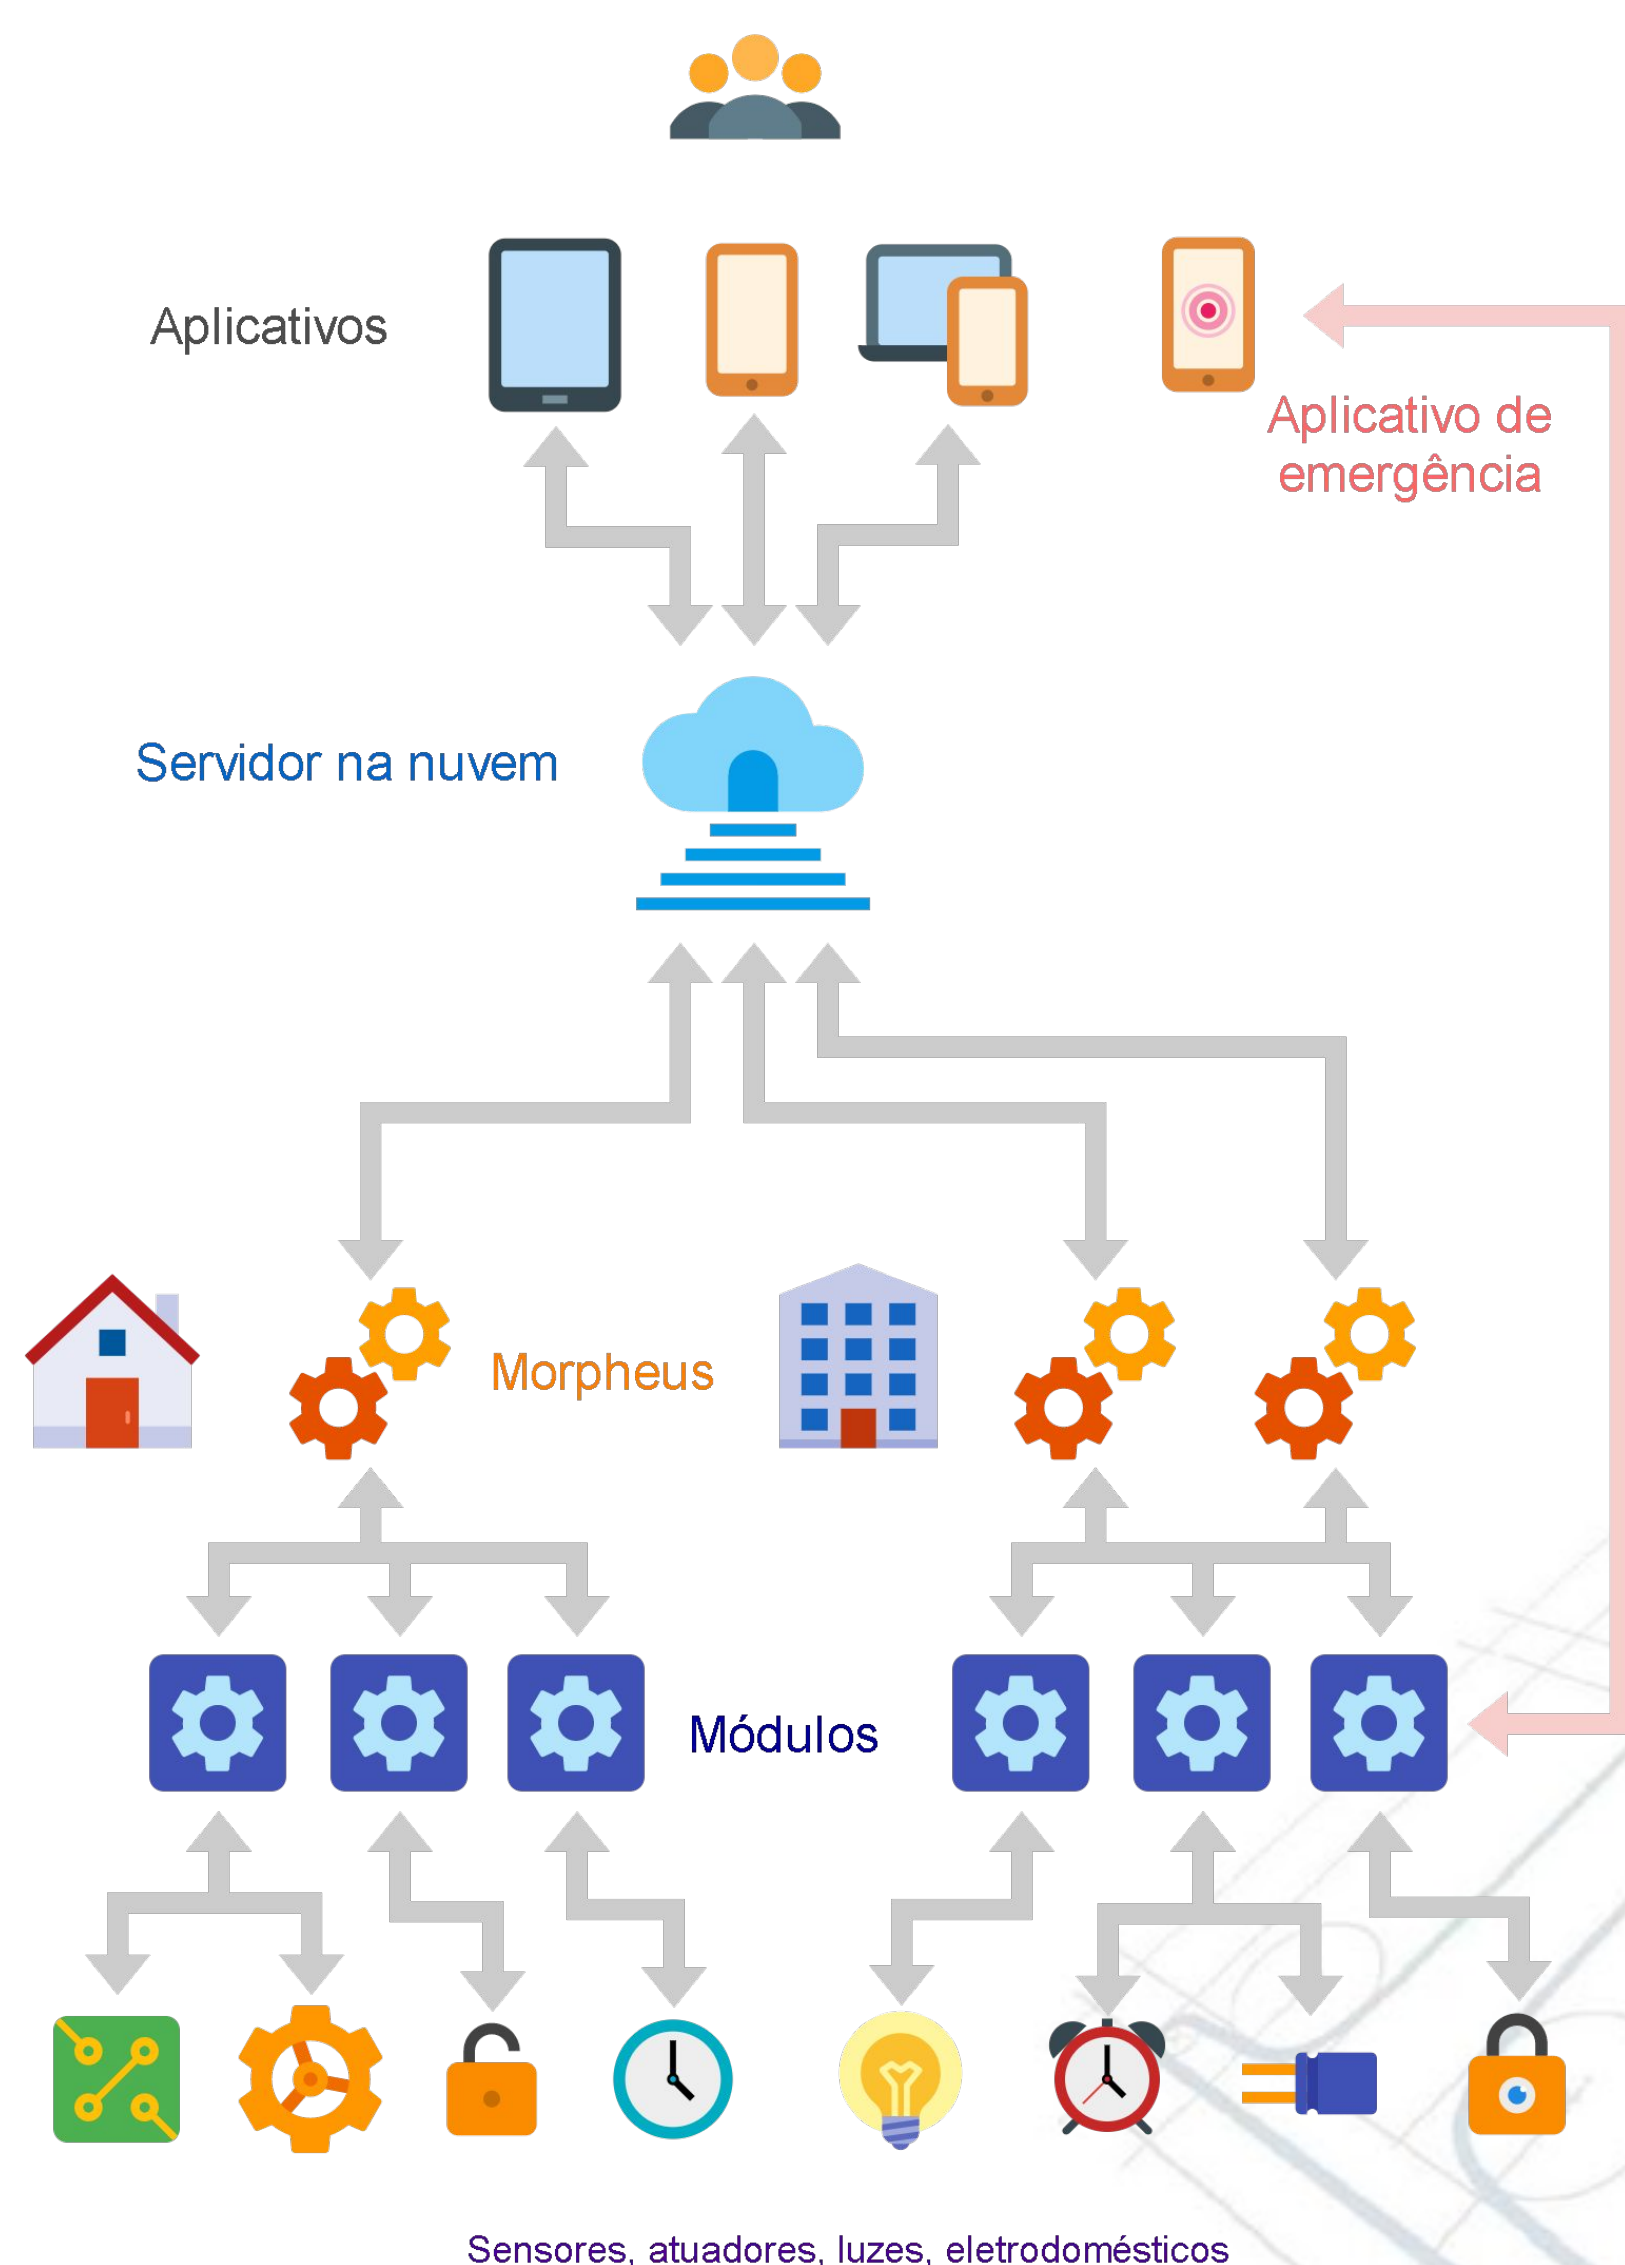 Aplicativos
Aplicativo de
emergência
Servidor na nuvem
Morpheus
Módulos
Sensores, atuadores, luzes, eletrodomésticos